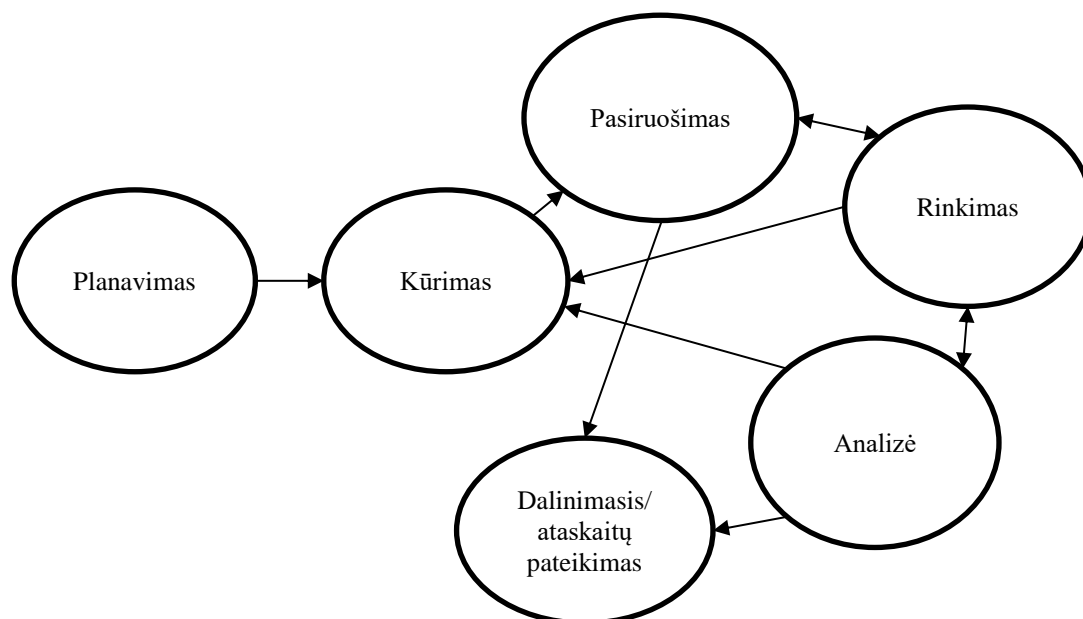 Pasiruošimas
Rinkimas
Planavimas
Kūrimas
Analizė
Dalinimasis/
ataskaitų
pateikimas